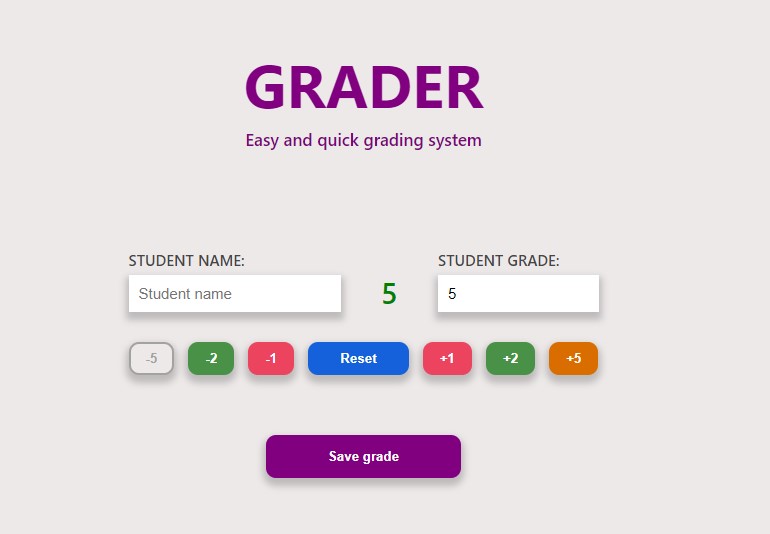 GRADER
Easy and quick grading system
STUDENT NAME:
STUDENT GRADE:
Student name
5
5
-5
-2
-1
Reset
+1
+2
+5
Save grade